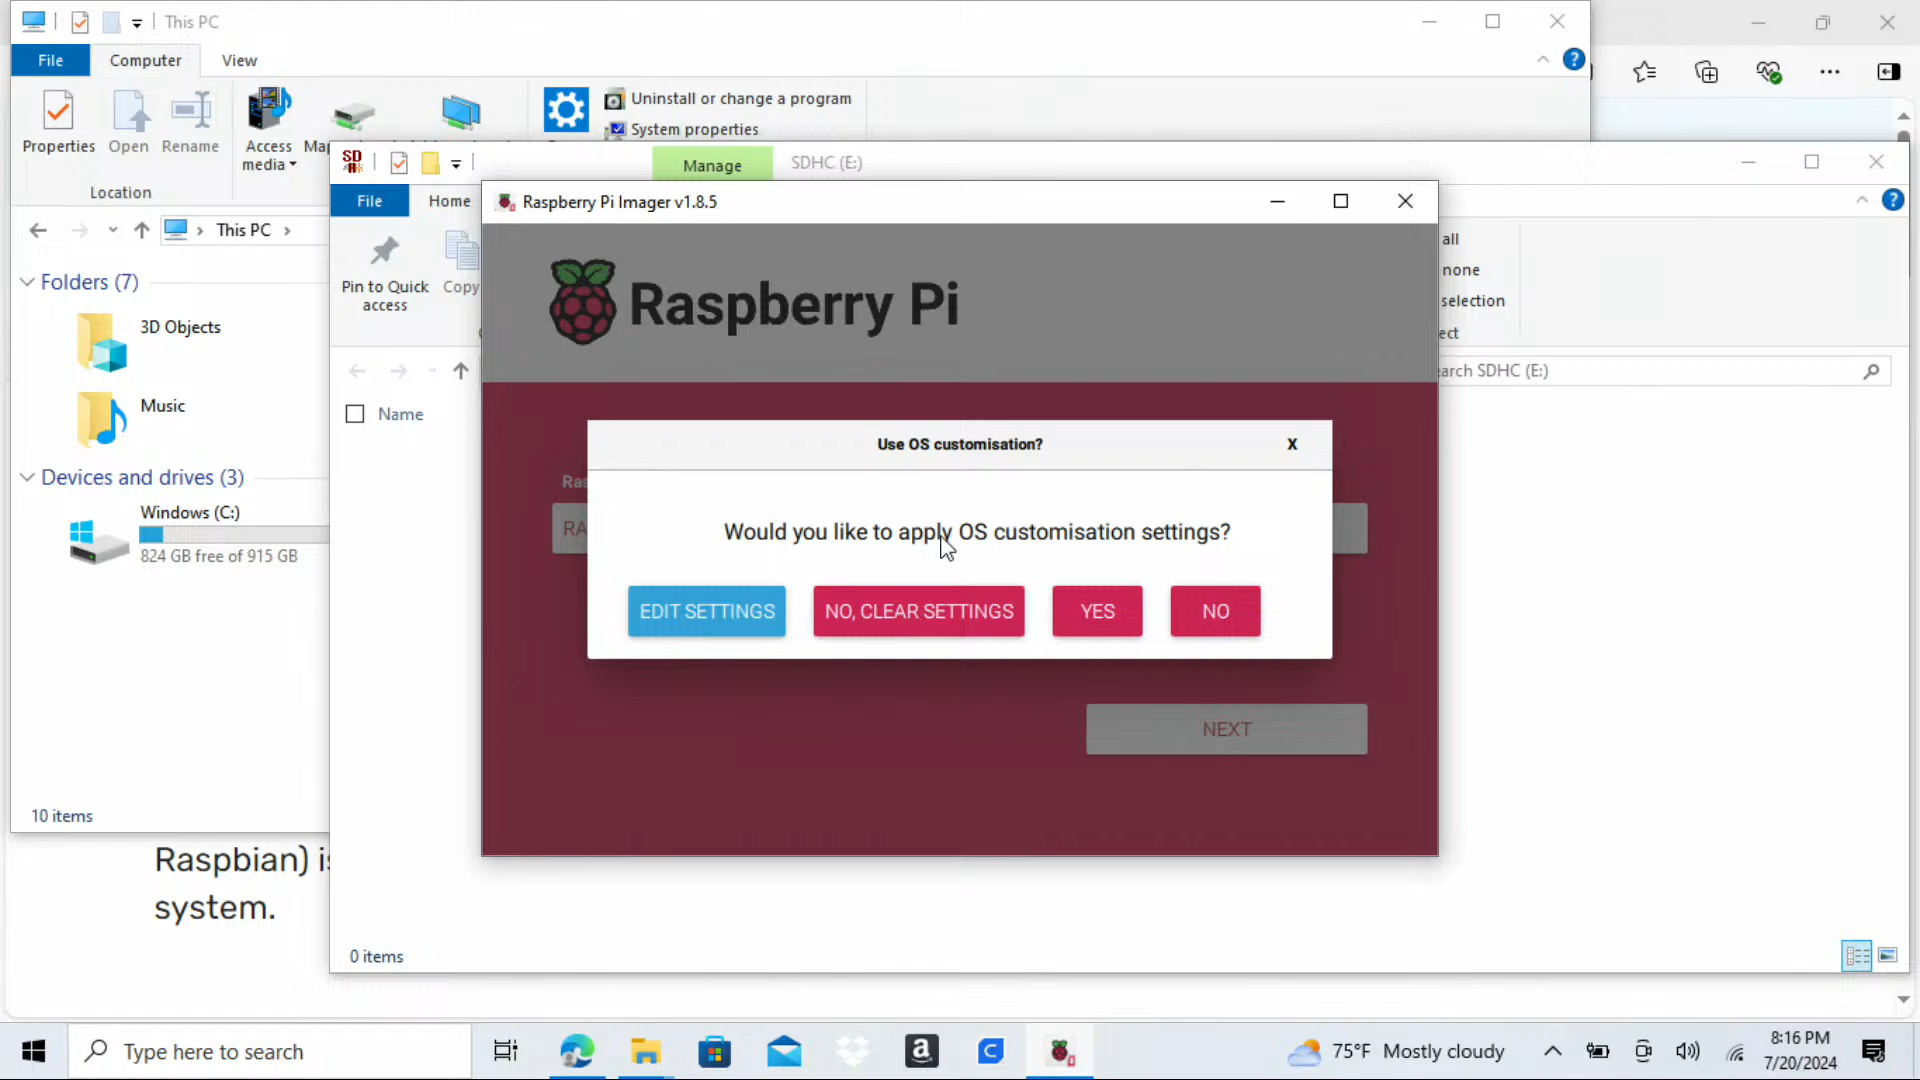 This PC
File
Computer
View
Uninstall or change a program
System properties
Properties
Open
Rename
Access
media
Location
Manage
SDHC (E:)
File
Home
Raspberry Pi Imager v1.8.5
This PC
Pin to Quick
access
Copy
all
none
selection
Search SDHC (E:)
Folders (7)
3D Objects
Music
Devices and drives (3)
Windows (C:)
824 GB free of 915 GB
10 items
Name
Raspberry Pi
Use OS customisation?
X
Would you like to apply OS customisation settings?
EDIT SETTINGS
NO, CLEAR SETTINGS
YES
NO
NEXT
Raspbian)
system.
0 items
Type here to search
75°F Mostly cloudy
8:16 PM
7/20/2024